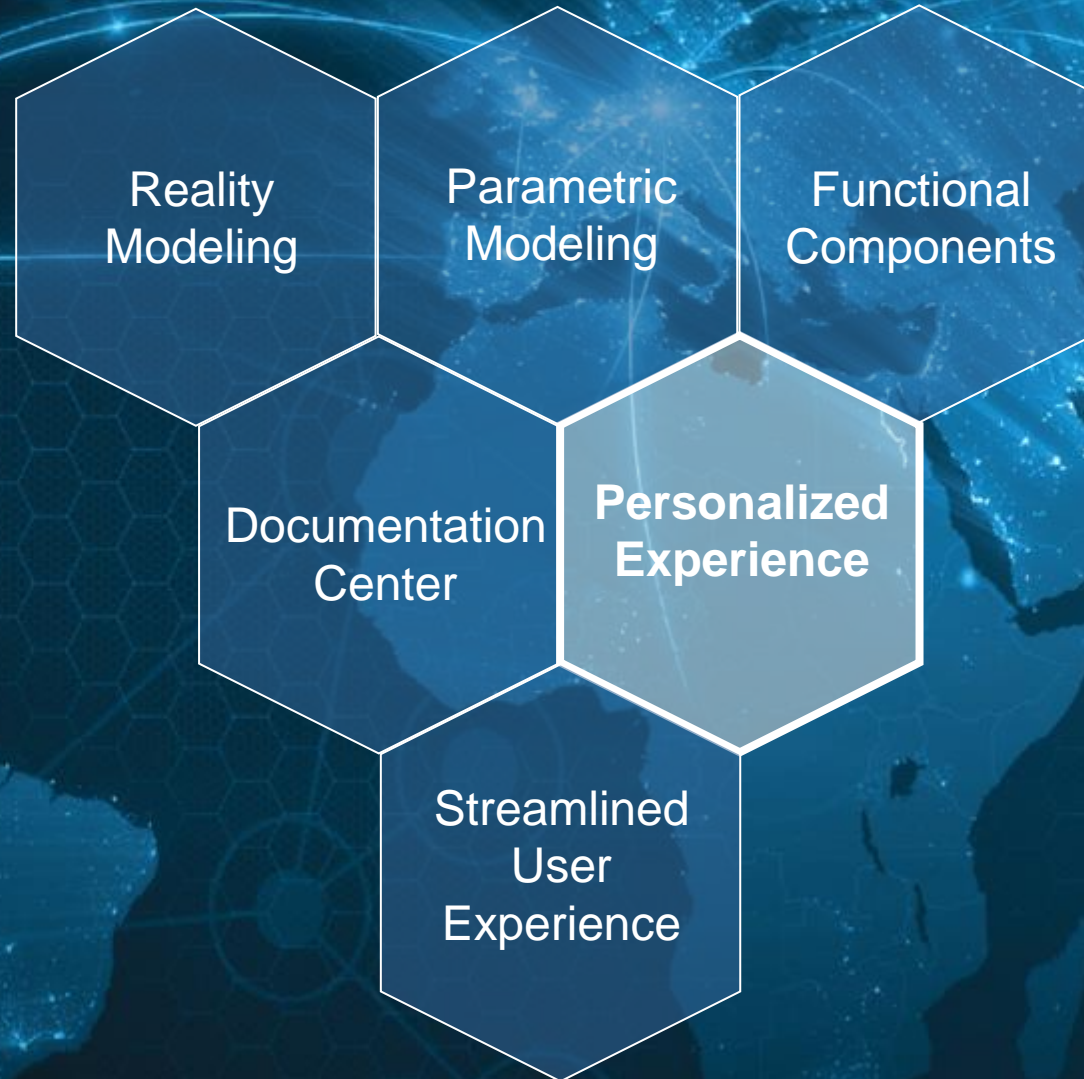 Reality
Modeling
Parametric
Modeling
Functional
Components
Documentation
Center
Personalized
Experience
Streamlined
User
Experience